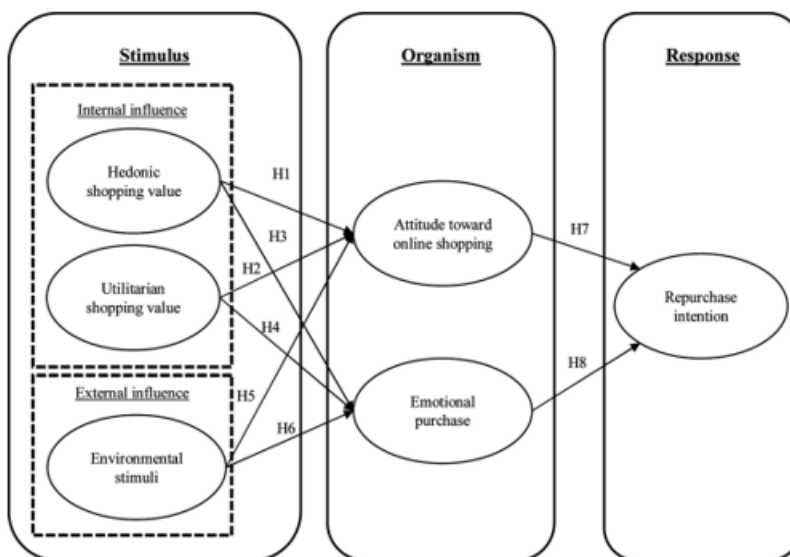 Stimulus
Internal influence
Hedonic
shopping value
Utilitarian
shopping value
External influence
Environmental
stimuli
H1
H3
H2
H4
H5
H6
Organism
Attitude toward
online shopping
Emotional
purchase
H7
H8
Response
Repurchase
intention